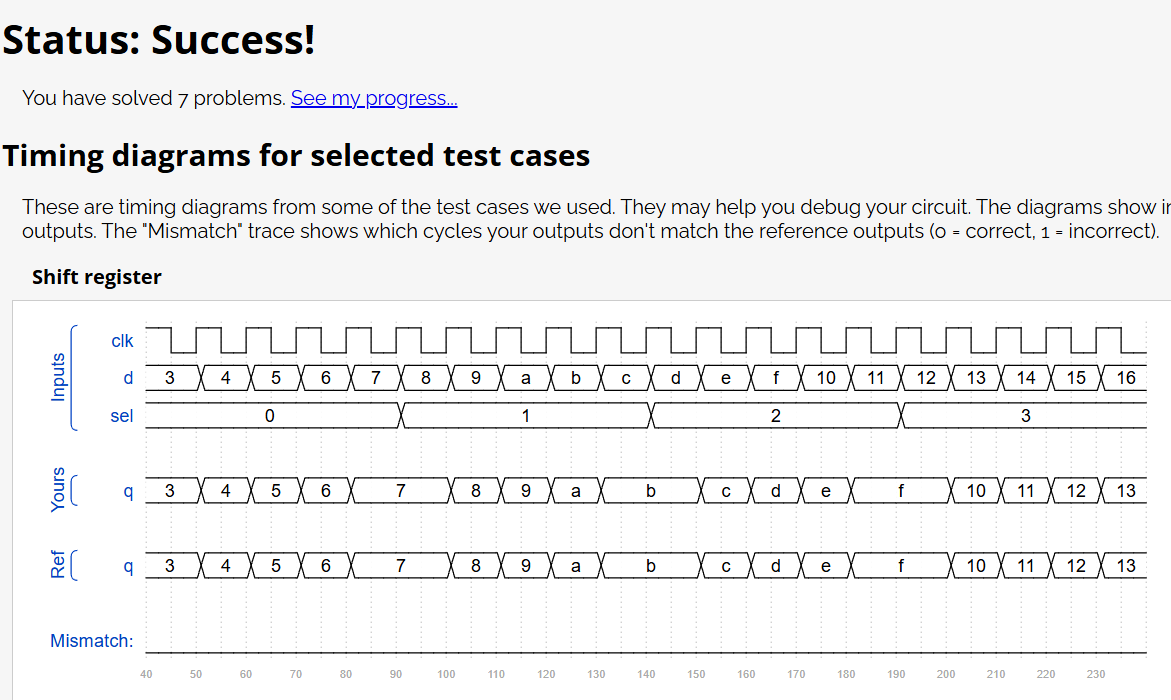 Status: Success!
You have solved 7 problems. See my progress...
Timing diagrams for selected test cases
These are timing diagrams from some of the test cases we used. They may help you debug your circuit. The diagrams show
outputs. The "Mismatch" trace shows which cycles your outputs don't match the reference outputs (0 = correct, 1 = incorrect).
Shift register
Inputs
clk
d 3 4 5 6 7 8 9 a b c d e f 10 11 12 13 14 15 16
sel 0 1 2 3
Yours
q 3 4 5 6 7 8 9 a b c d e f 10 11 12 13
Ref
q 3 4 5 6 7 8 9 a b c d e f 10 11 12 13
Mismatch:
40 50 60 70 80 90 100 110 120 130 140 150 160 170 180 190 200 210 220 230